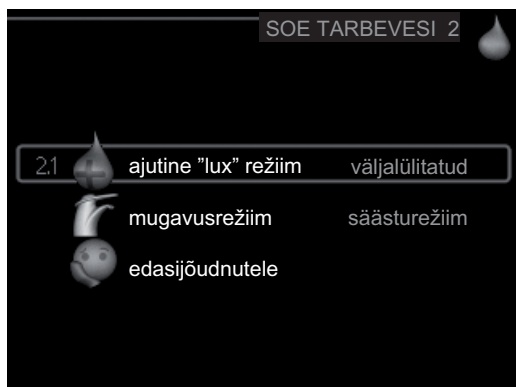 SOE TARBEVESI 2
2.1 ajutine ”lux” režiim väljalülitatud
mugavusrežiim säästurežiim
edasijõudnutele